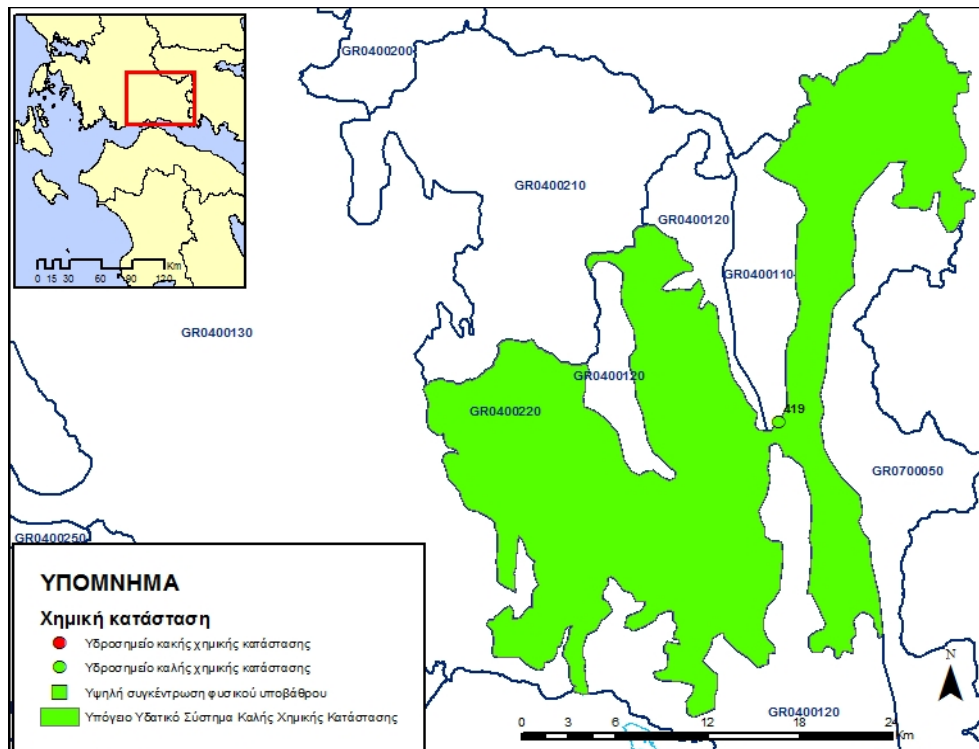 GR0400200
GR0400210
GR0400120
GR0400110
GR0400130
GR0400120
GR0400220
419
GR0700050
GR0400250
GR0400120
Km
0 15 30 60 90 120
ΥΠΟΜΝΗΜΑ
Χημική κατάσταση
Υδροσημείο κακής χημικής κατάστασης
Υδροσημείο καλής χημικής κατάστασης
Υψηλή συγκέντρωση φυσικού υποβάθρου
Υπόγειο Υδατικό Σύστημα Καλής Χημικής Κατάστασης
N
0 3 6 12 18 24
Km